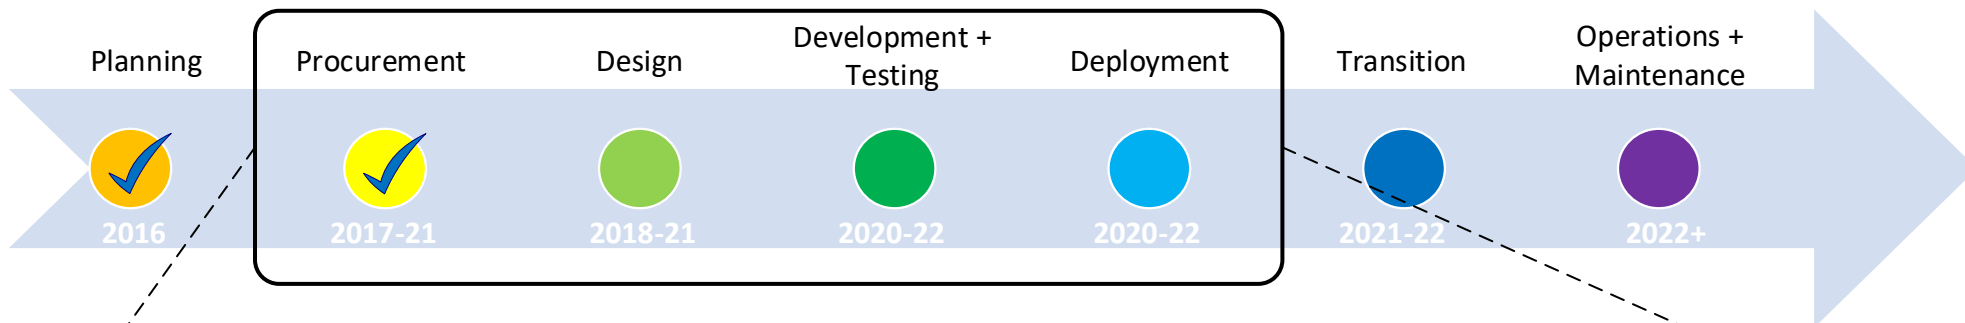 Planning
Procurement
Design
Development +
Testing
Deployment
Transition
Operations +
Maintenance
2016
2017-21
2018-21
2020-22
2020-22
2021-22
2022+